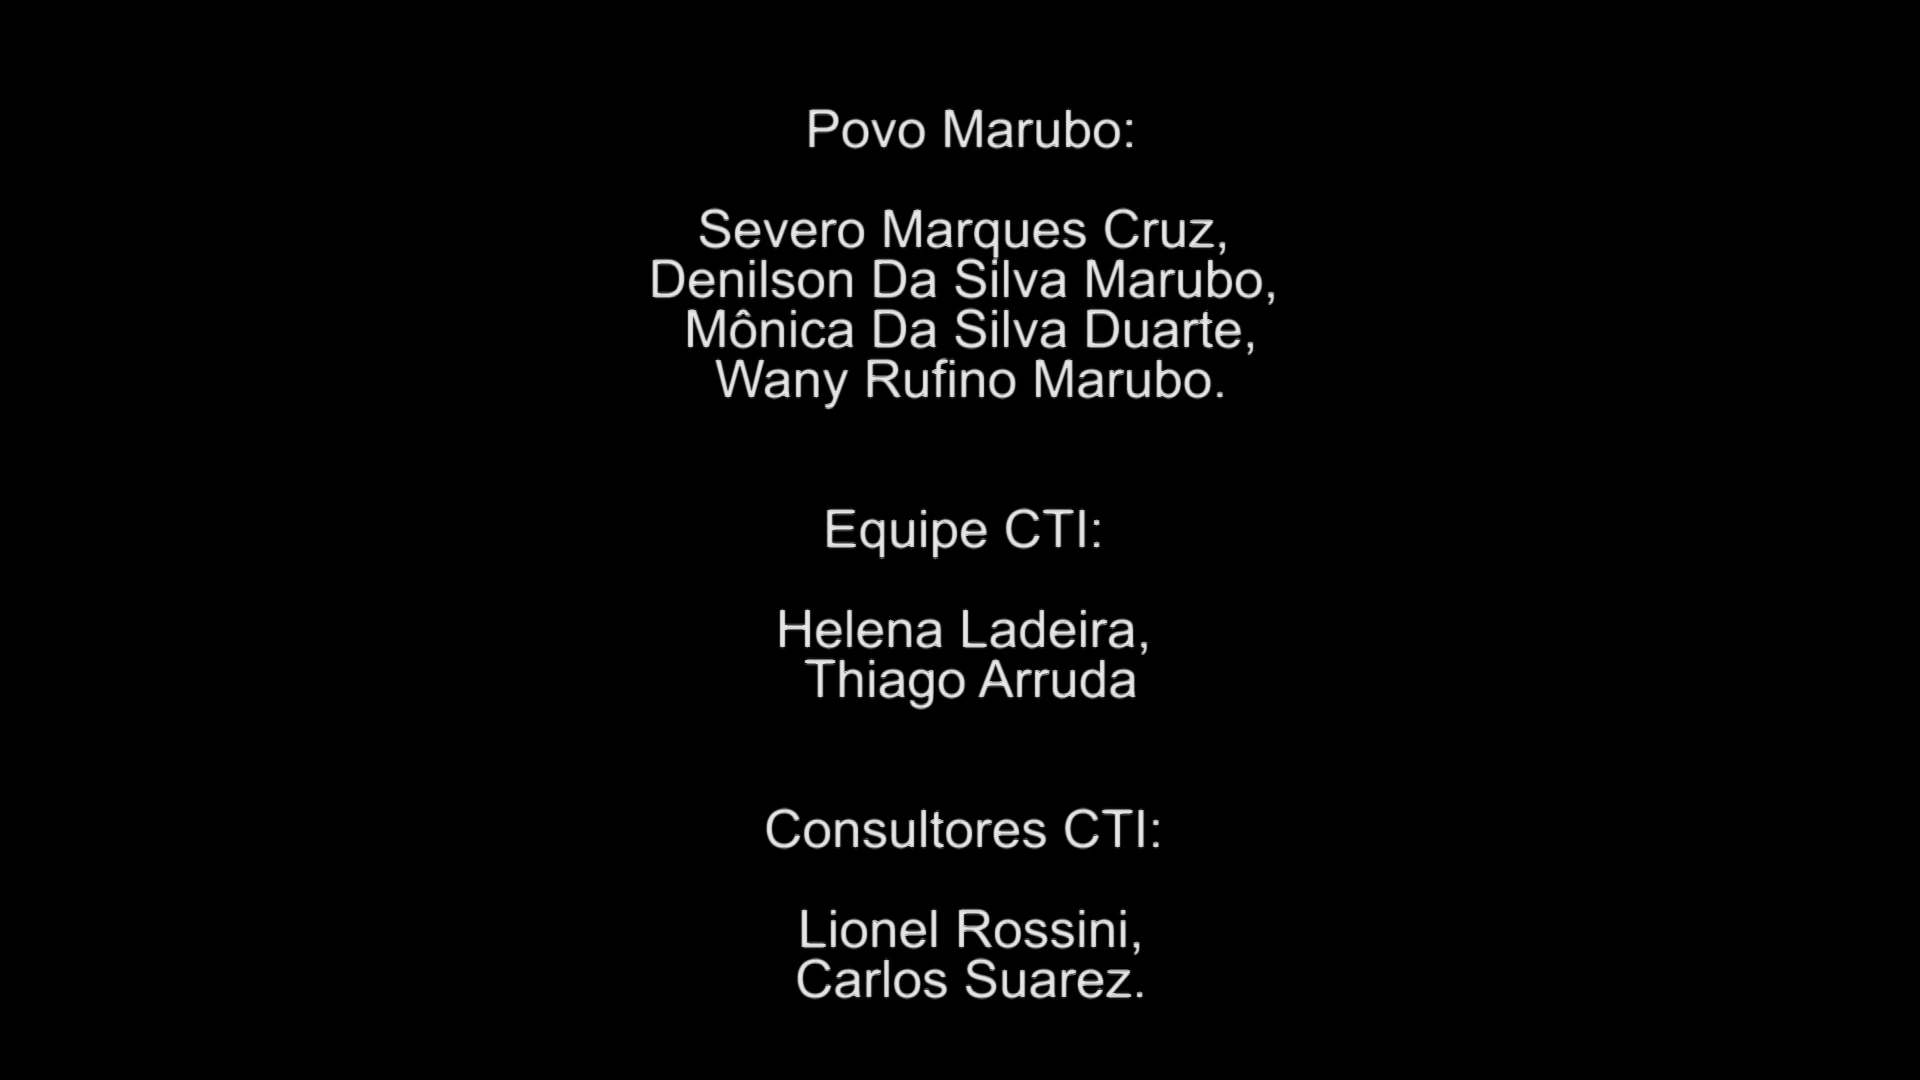 Povo Marubo:
Severo Marques Cruz,
Denilson Da Silva Marubo,
Mônica Da Silva Duarte,
Wany Rufino Marubo.
Equipe CTI:
Helena Ladeira,
Thiago Arruda
Consultores CTI:
Lionel Rossini,
Carlos Suarez.